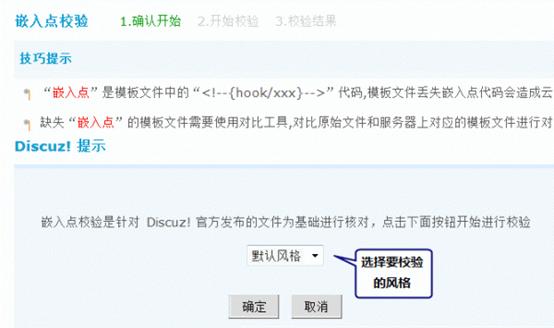 嵌入点校验 1.确认开始 2.开始校验 3.校验结果
技巧提示
“嵌入点”是模板文件中的“<!--{hook/xxx}-->”代码,模板文件丢失嵌入点代码会造成云
缺失“嵌入点”的模板文件需要使用对比工具,对比原始文件和服务器上对应的模板文件进行对
Discuz! 提示
嵌入点校验是针对 Discuz! 官方发布的文件为基础进行核对，点击下面按钮开始进行校验
默认风格
选择要校验
的风格
确定 取消